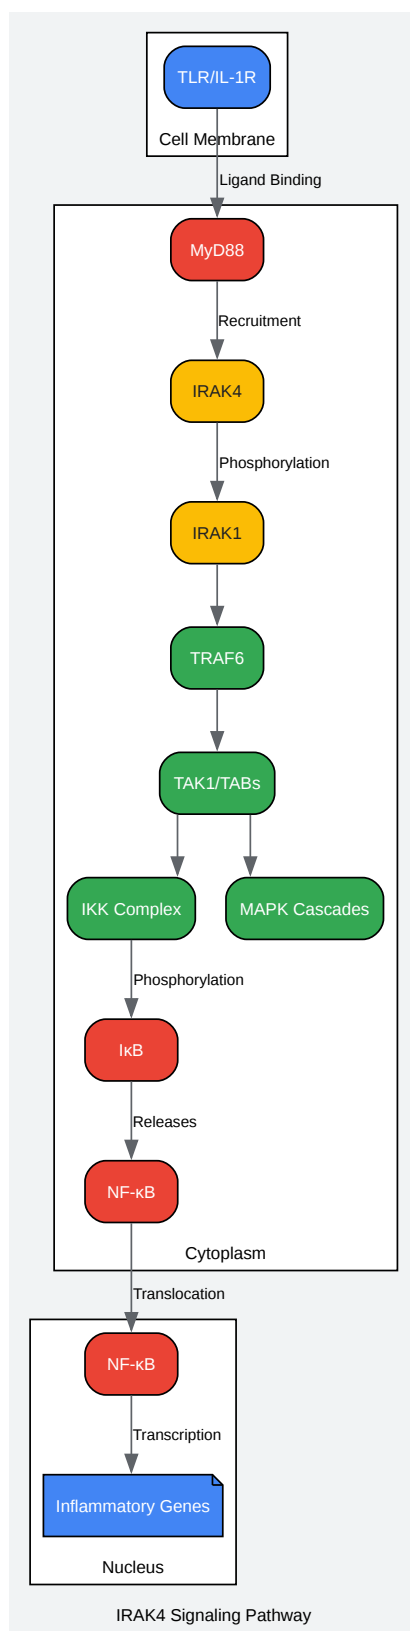 TLR/IL-1R
Cell Membrane
Ligand Binding
MyD88
Recruitment
IRAK4
Phosphorylation
IRAK1
TRAF6
TAK1/TABs
IKK Complex
MAPK Cascades
Phosphorylation
IκB
Releases
NF-κB
Cytoplasm
Translocation
NF-κB
Transcription
Inflammatory Genes
Nucleus
IRAK4 Signaling Pathway